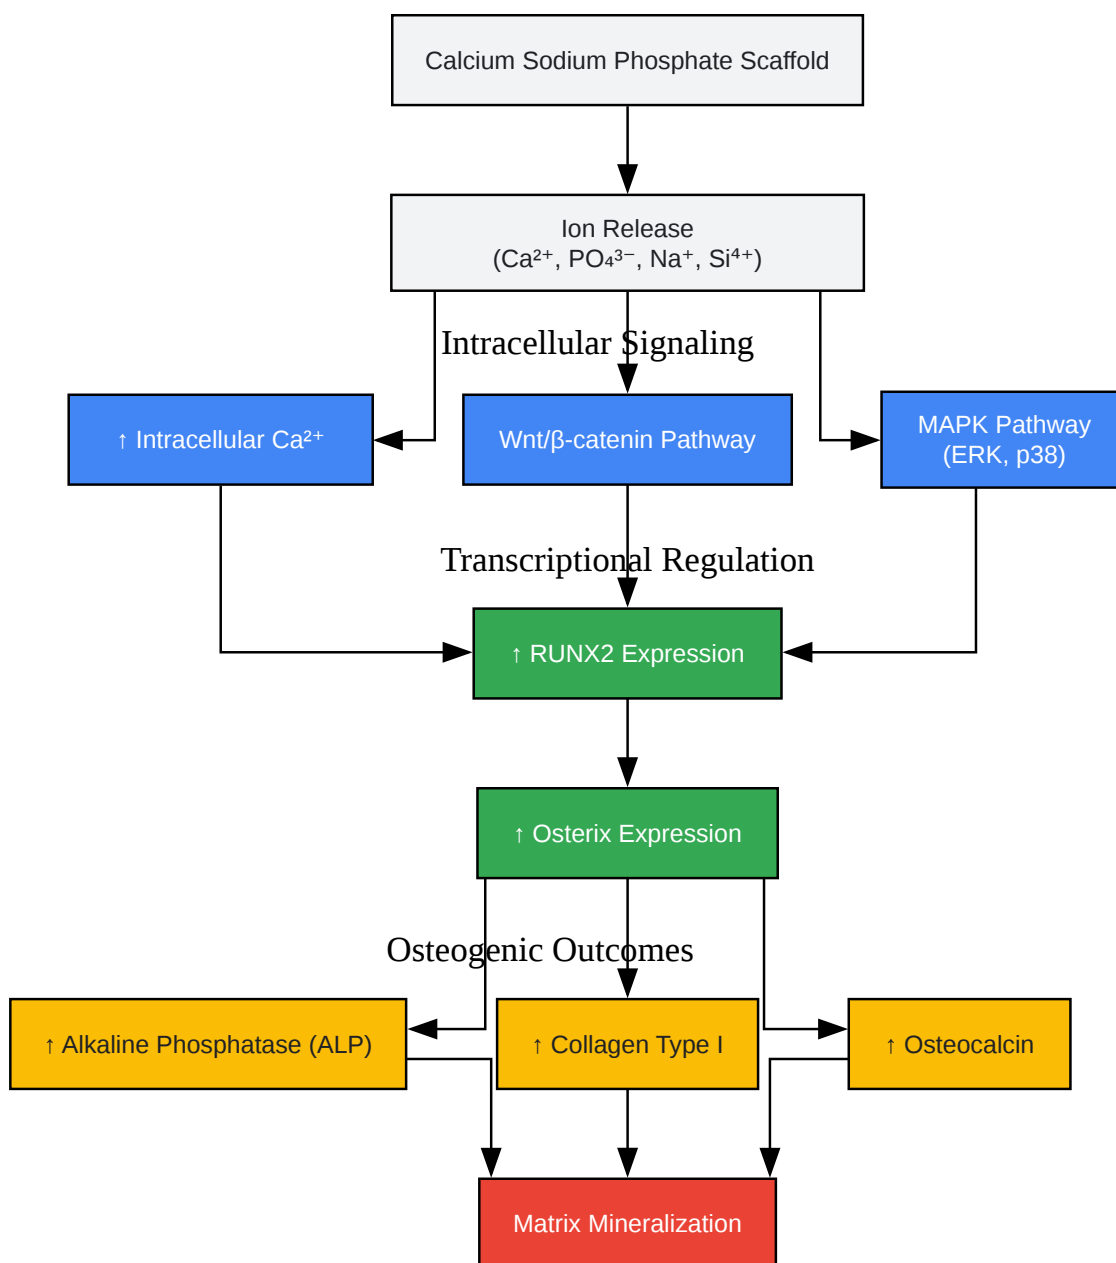 Calcium Sodium Phosphate Scaffold
Ion Release
(Ca²⁺, PO₄³⁻, Na⁺, Si⁴⁺)
Intracellular Signaling
↑ Intracellular Ca²⁺
Wnt/β-catenin Pathway
MAPK Pathway
(ERK, p38)
Transcriptional Regulation
↑ RUNX2 Expression
↑ Osterix Expression
Osteogenic Outcomes
↑ Alkaline Phosphatase (ALP)
↑ Collagen Type I
↑ Osteocalcin
Matrix Mineralization